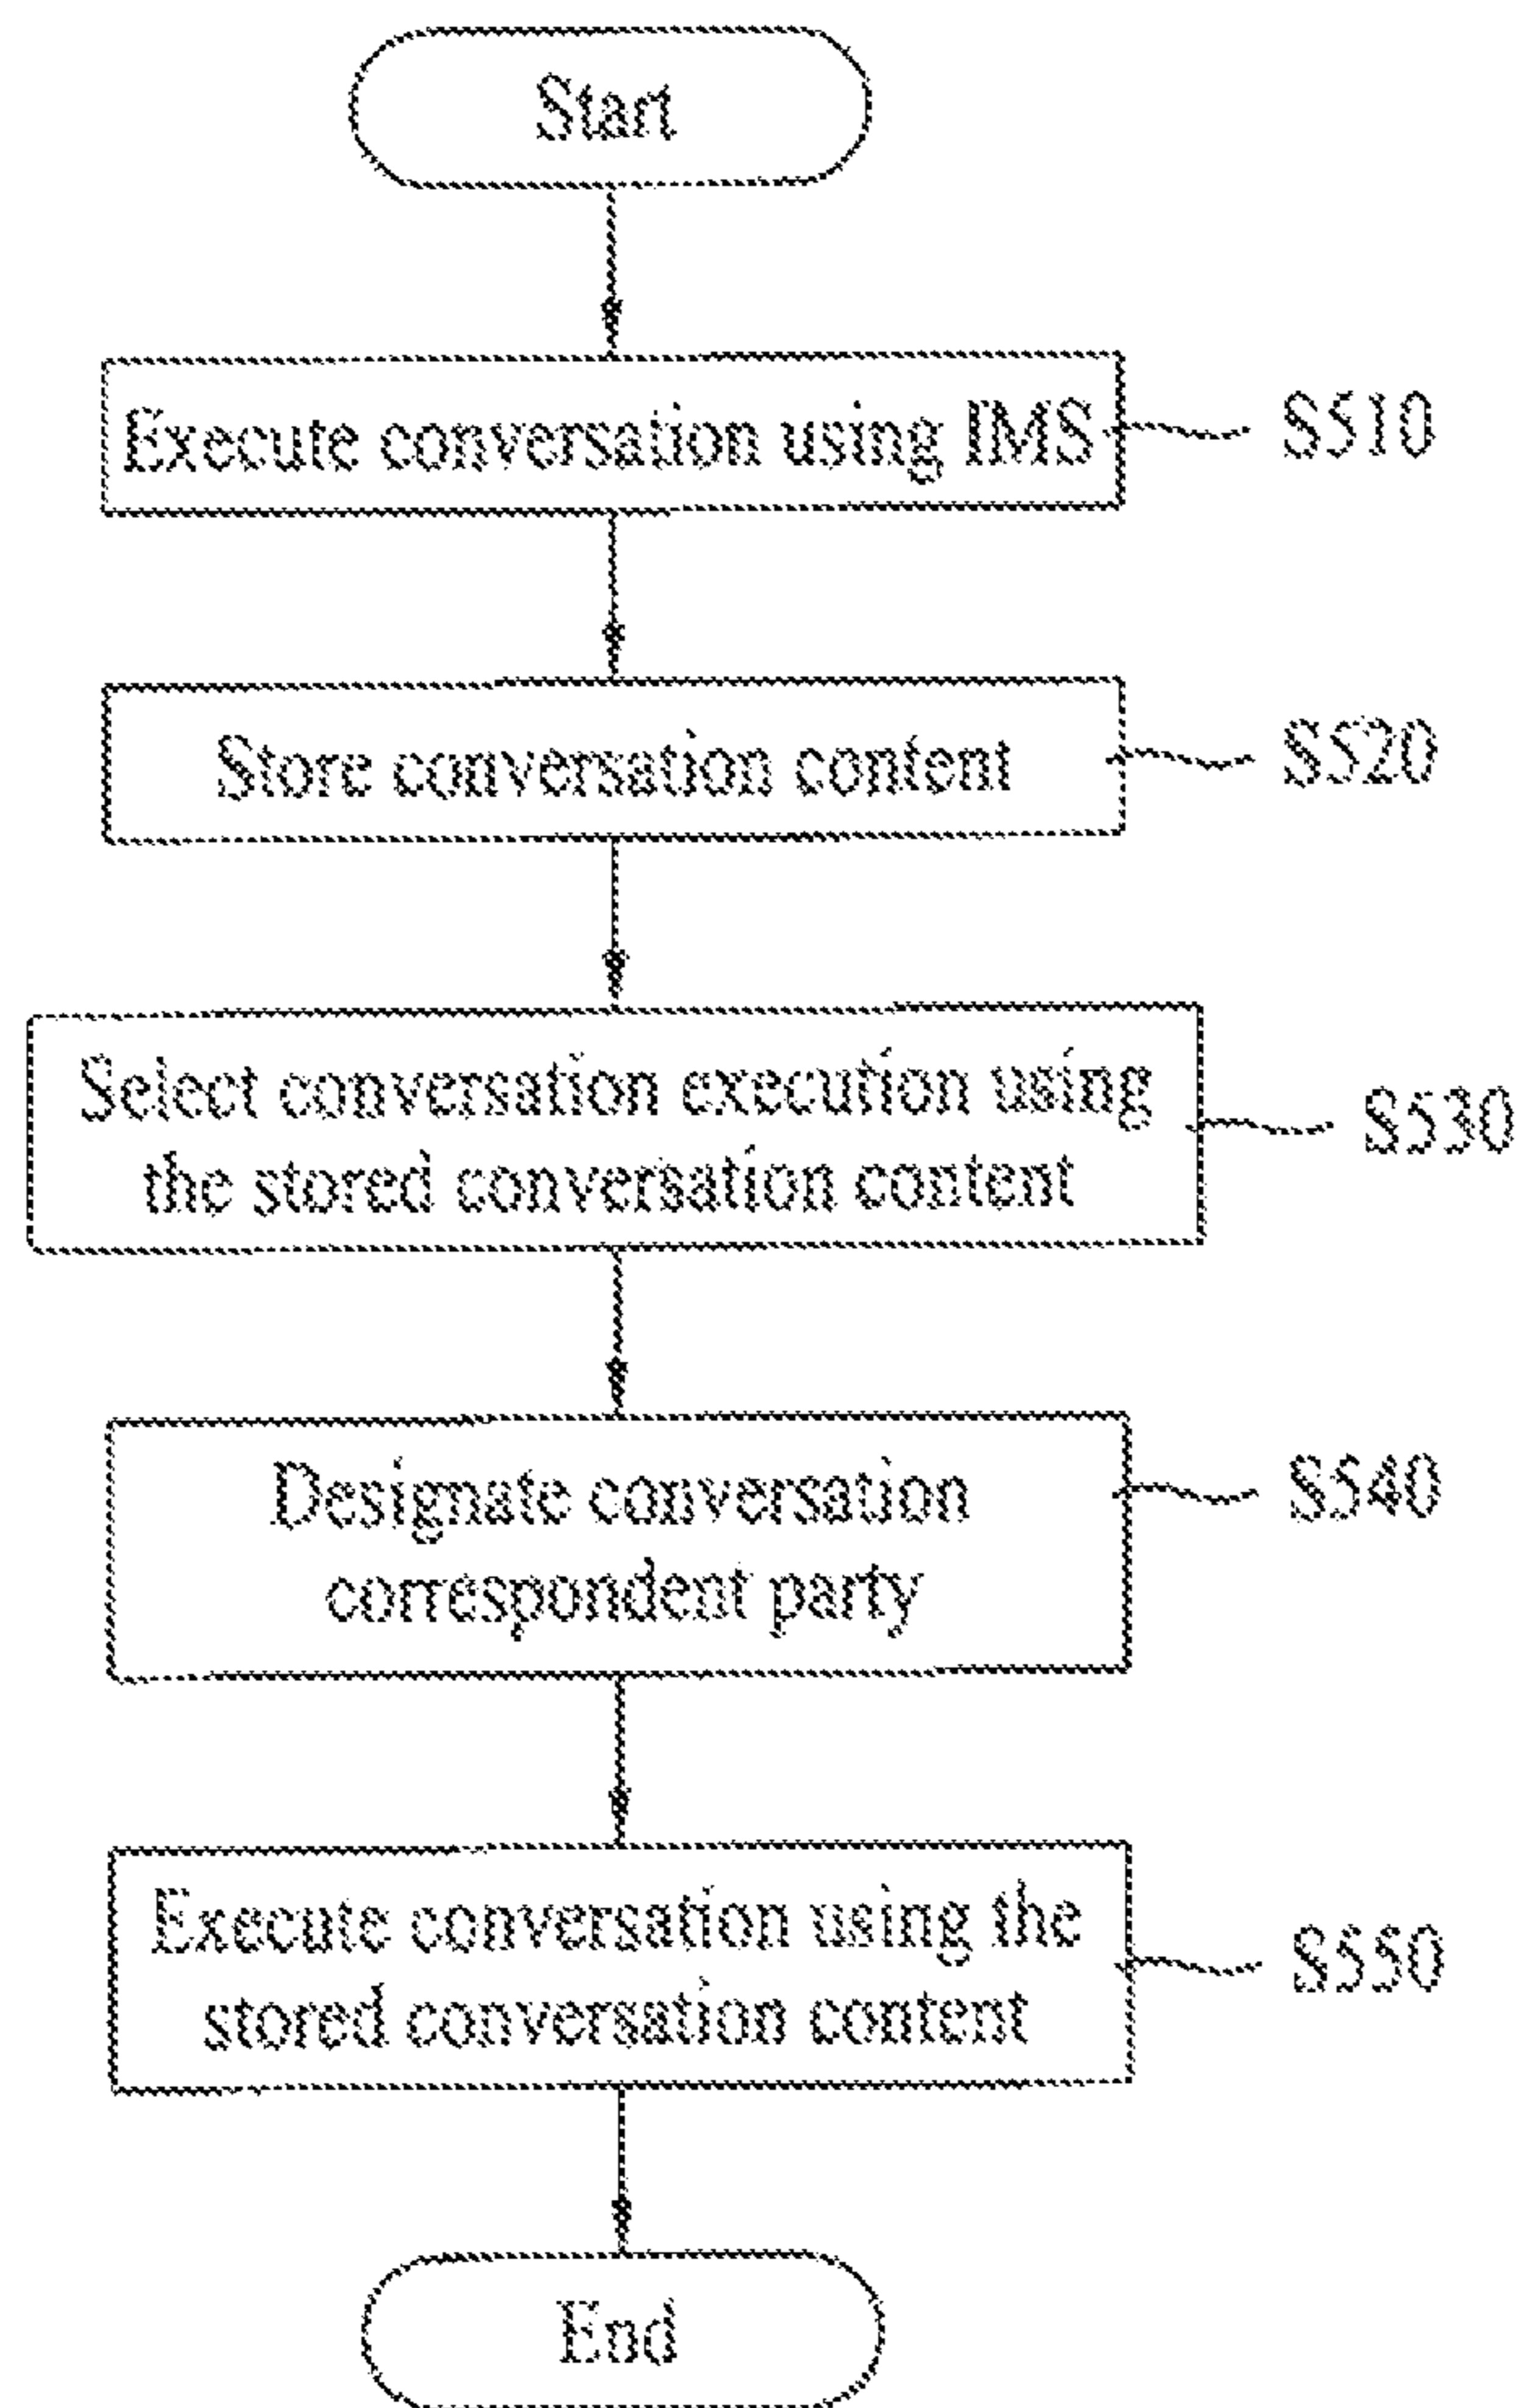 Start
Execute conversation using IMS
S510
Store conversation content
S520
Select conversation execution using
the stored conversation content
S530
Designate conversation
correspondent party
S540
Execute conversation using the
stored conversation content
S550
End